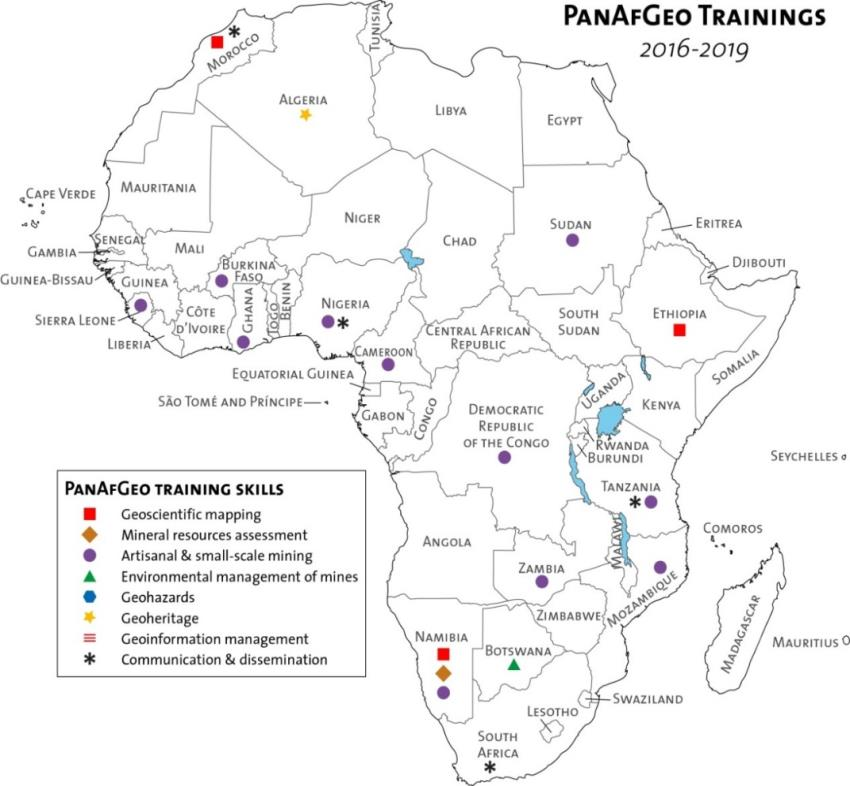 PanAfGeo Trainings
2016-2019
Tunisia
Morocco
Algeria
Libya
Egypt
Mauritania
Cape Verde
Niger
Chad
Sudan
Eritrea
Senegal
Mali
Gambia
Djibouti
Burkina
Faso
Guinea-Bissau
Guinea
Nigeria
Ghana
Togo
Benin
Côte
d'Ivoire
Sierra Leone
Liberia
South
Sudan
Ethiopia
Central African
Republic
Cameroon
Somalia
Equatorial Guinea
São Tomé and Príncipe
Gabon
Congo
Democratic
Republic
of the Congo
Uganda
Kenya
Rwanda
Burundi
Seychelles
Tanzania
PanAfGeo training skills
Geoscientific mapping
Mineral resources assessment
Artisanal & small-scale mining
Environmental management of mines
Geohazards
Geoheritage
Geoinformation management
Communication & dissemination
Angola
Malawi
Comoros
Zambia
Mozambique
Zimbabwe
Madagascar
Mauritius
Namibia
Botswana
Swaziland
Lesotho
South
Africa